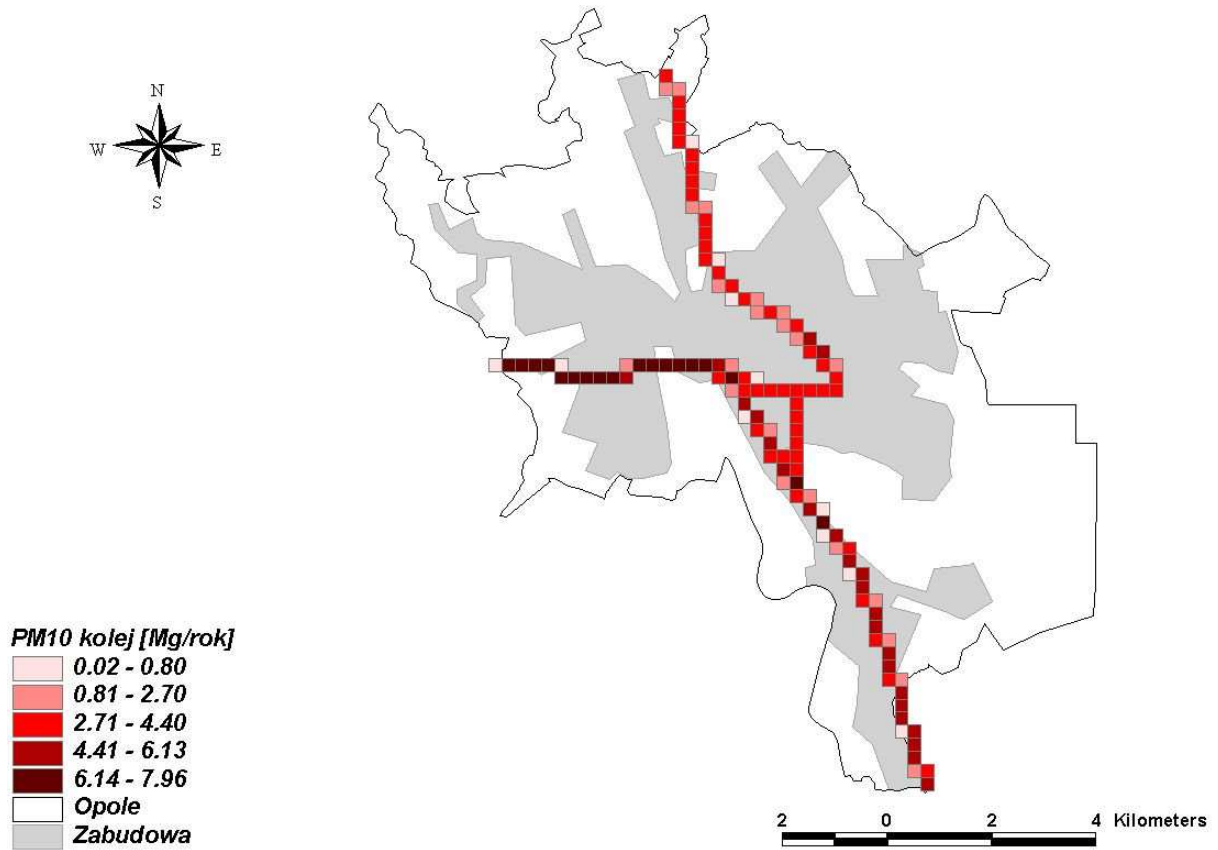 N
W E
S
PM10 kolej [Mg/rok]
0.02 - 0.80
0.81 - 2.70
2.71 - 4.40
4.41 - 6.13
6.14 - 7.96
Opole
Zabudowa
2 0 2 4 Kilometers